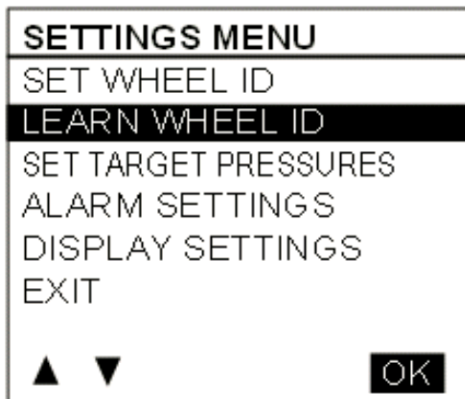 SETTINGS MENU
SET WHEEL ID
LEARN WHEEL ID
SET TARGET PRESSURES
ALARM SETTINGS
DISPLAY SETTINGS
EXIT
▲ ▼ OK